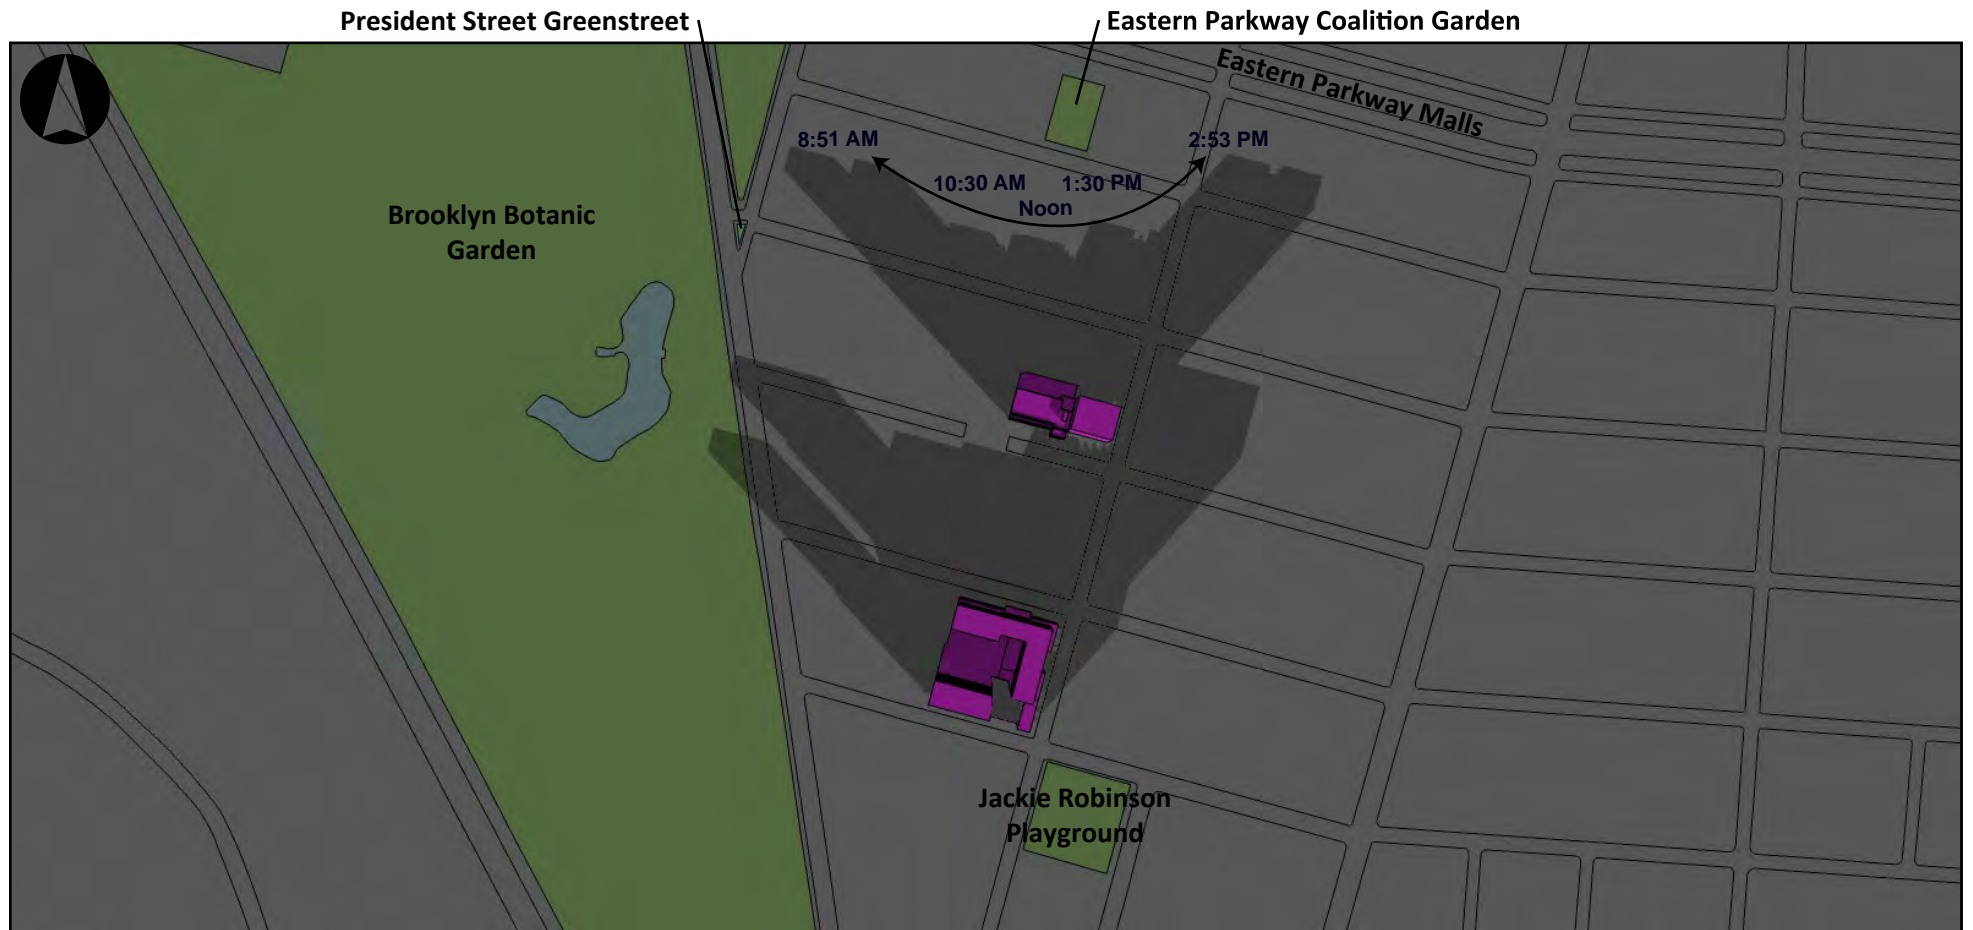 President Street Greenstreet
Eastern Parkway Coalition Garden
Eastern Parkway Malls
8:51 AM
2:53 PM
10:30 AM
1:30 PM
Noon
Brooklyn Botanic
Garden
Jackie Robinson
Playground